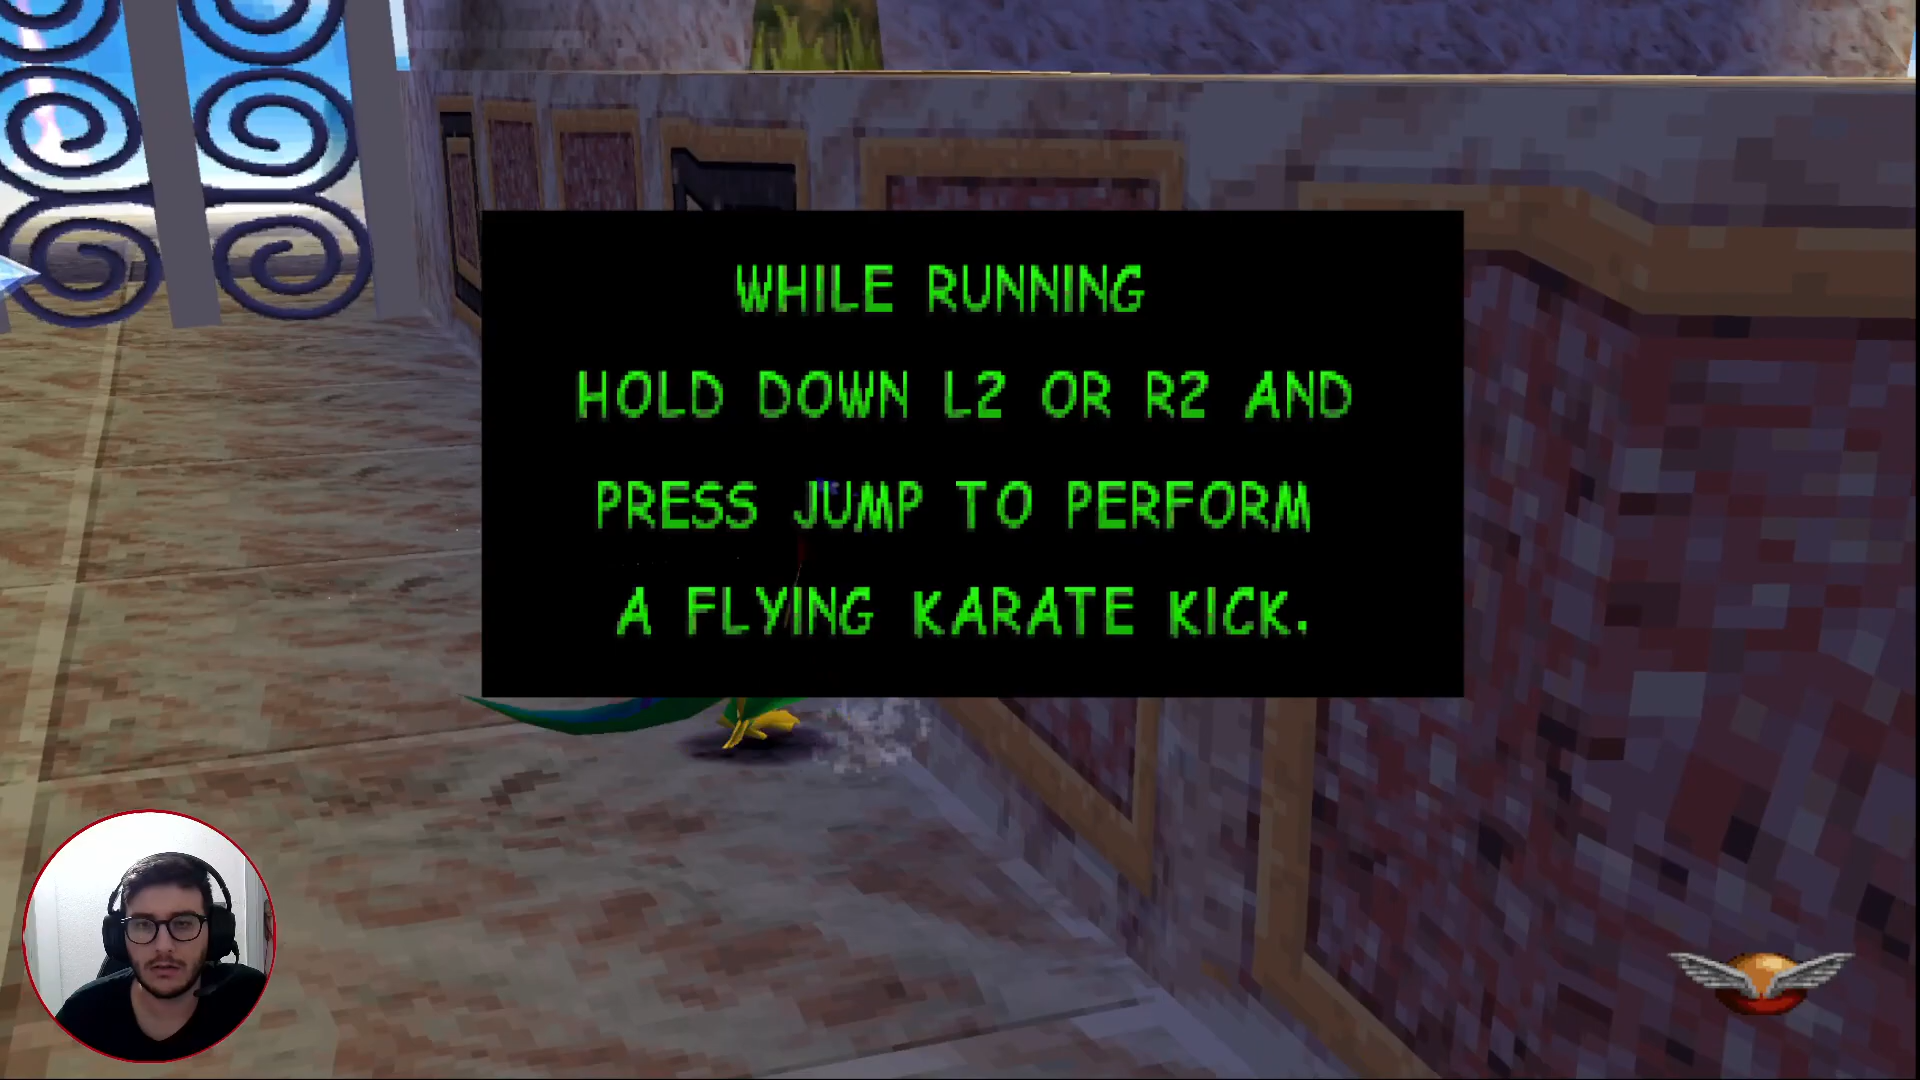 WHILE RUNNING
HOLD DOWN L2 OR R2 AND
PRESS JUMP TO PERFORM
A FLYING KARATE KICK.